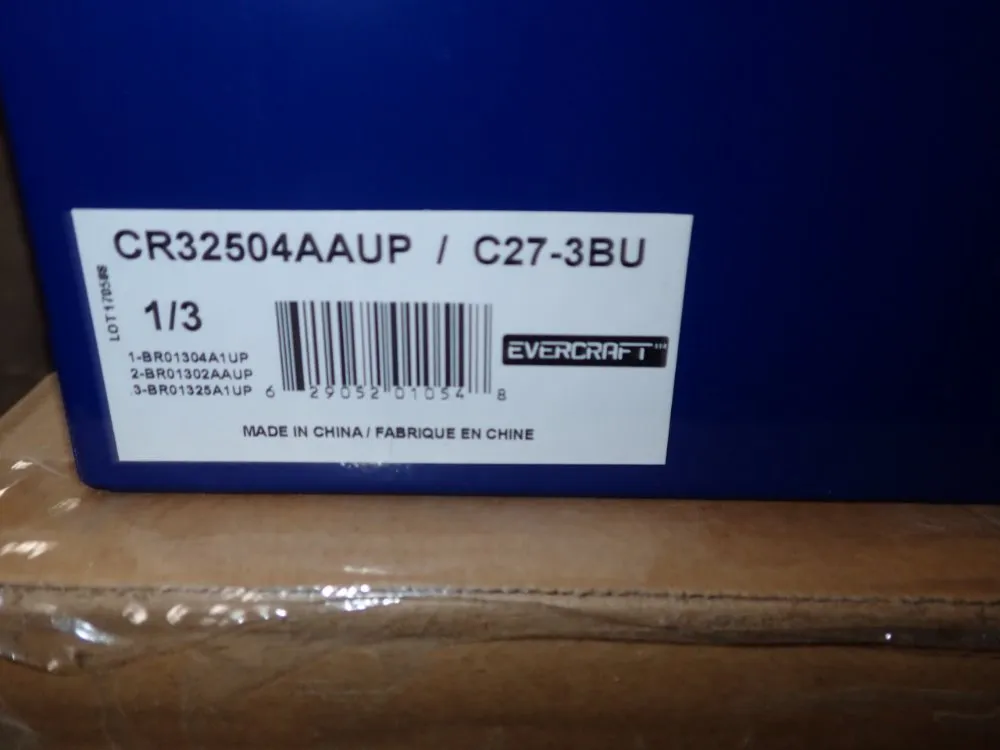 CR32504AAUP / C27-3BU
LOT170588
1/3
1-BR01304A1UP
2-BR01302AAUP
3-BR01325A1UP
6 29052 01054 8
EVERCRAFT
MADE IN CHINA / FABRIQUE EN CHINE